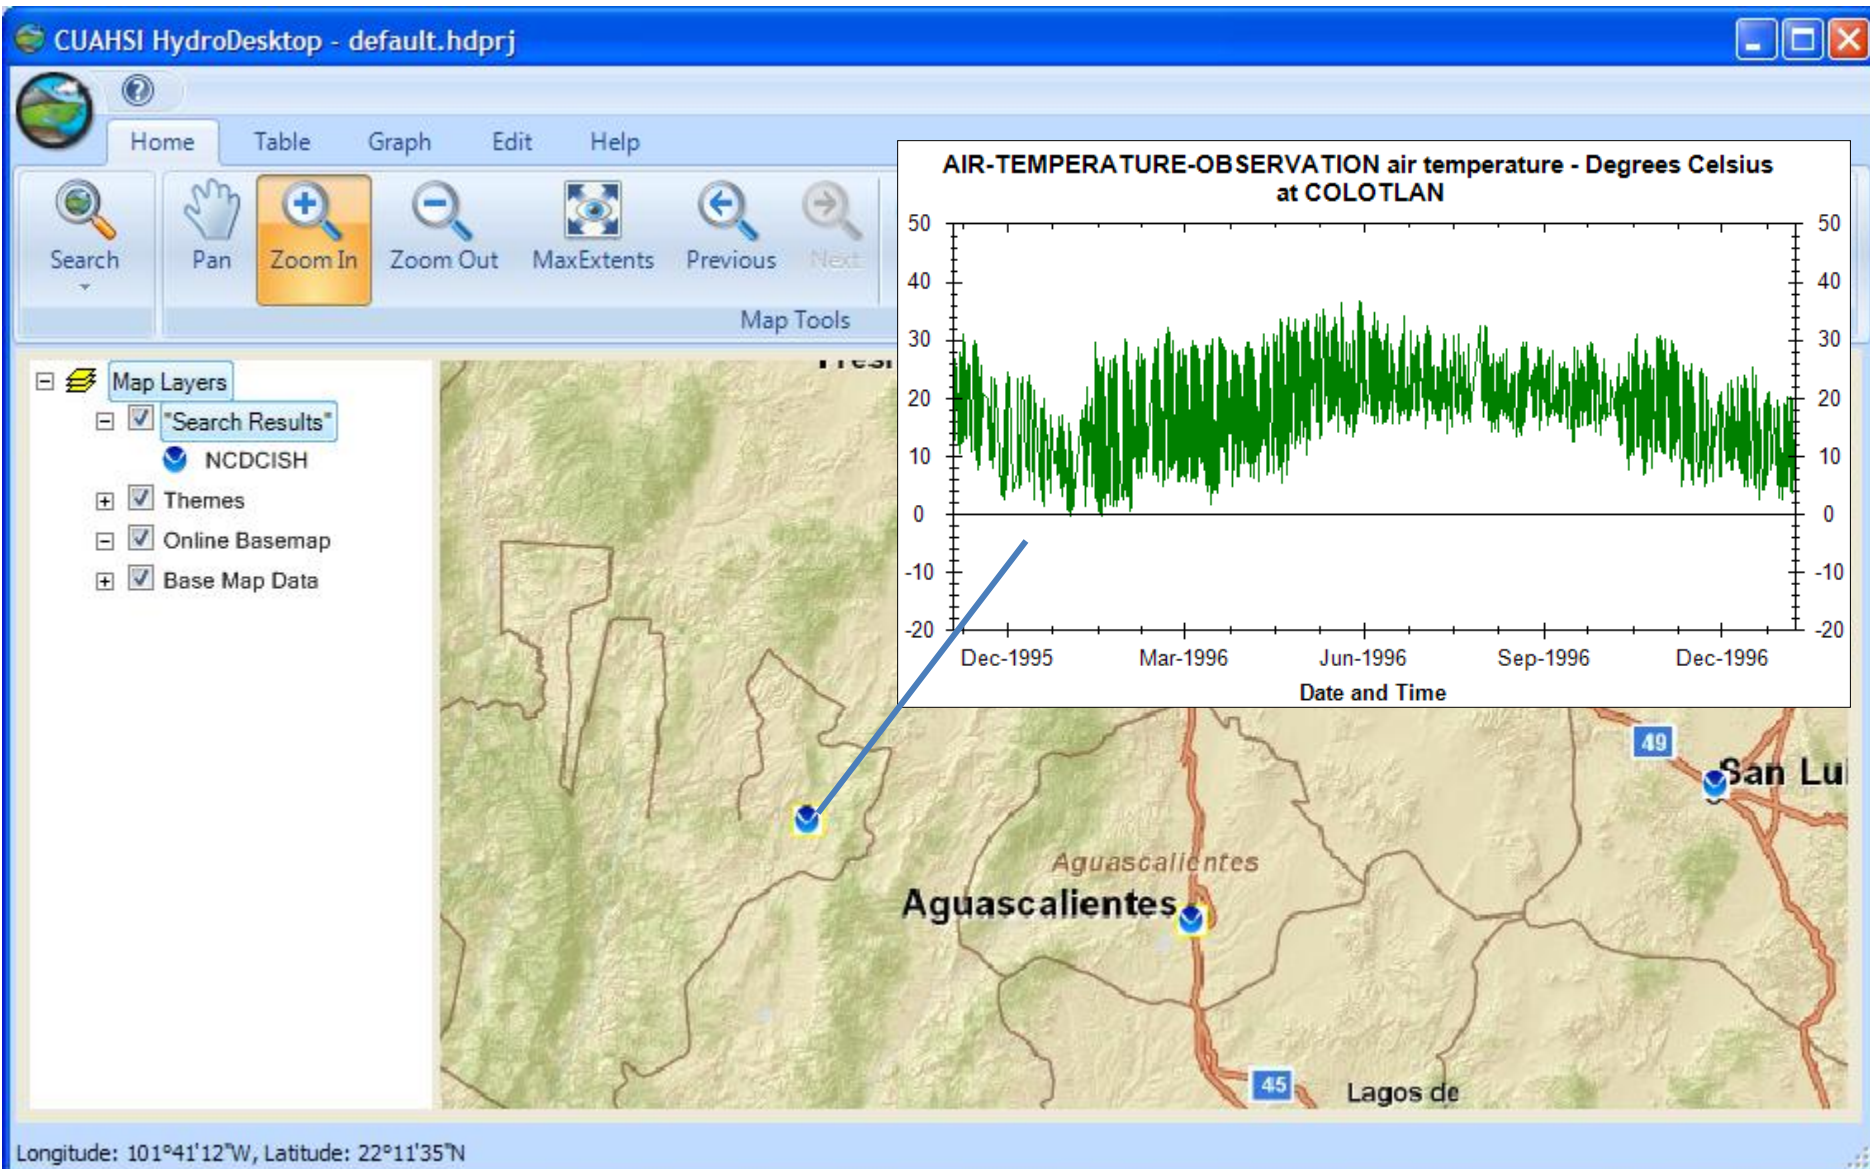 CUAHSI HydroDesktop - default.hdprj
Home Table Graph Edit Help
Search Pan Zoom In Zoom Out MaxExtents Previous Next
Map Tools
Map Layers
"Search Results"
NCDCISH
Themes
Online Basemap
Base Map Data
AIR-TEMPERATURE-OBSERVATION air temperature - Degrees Celsius
at COLOTLAN
50 50
40 40
30 30
20 20
10 10
0 0
-10 -10
-20 -20
Dec-1995 Mar-1996 Jun-1996 Sep-1996 Dec-1996
Date and Time
49
San Lui
Aguascalientes
Aguascalientes
45
Lagos de
Longitude: 101°41'12"W, Latitude: 22°11'35"N